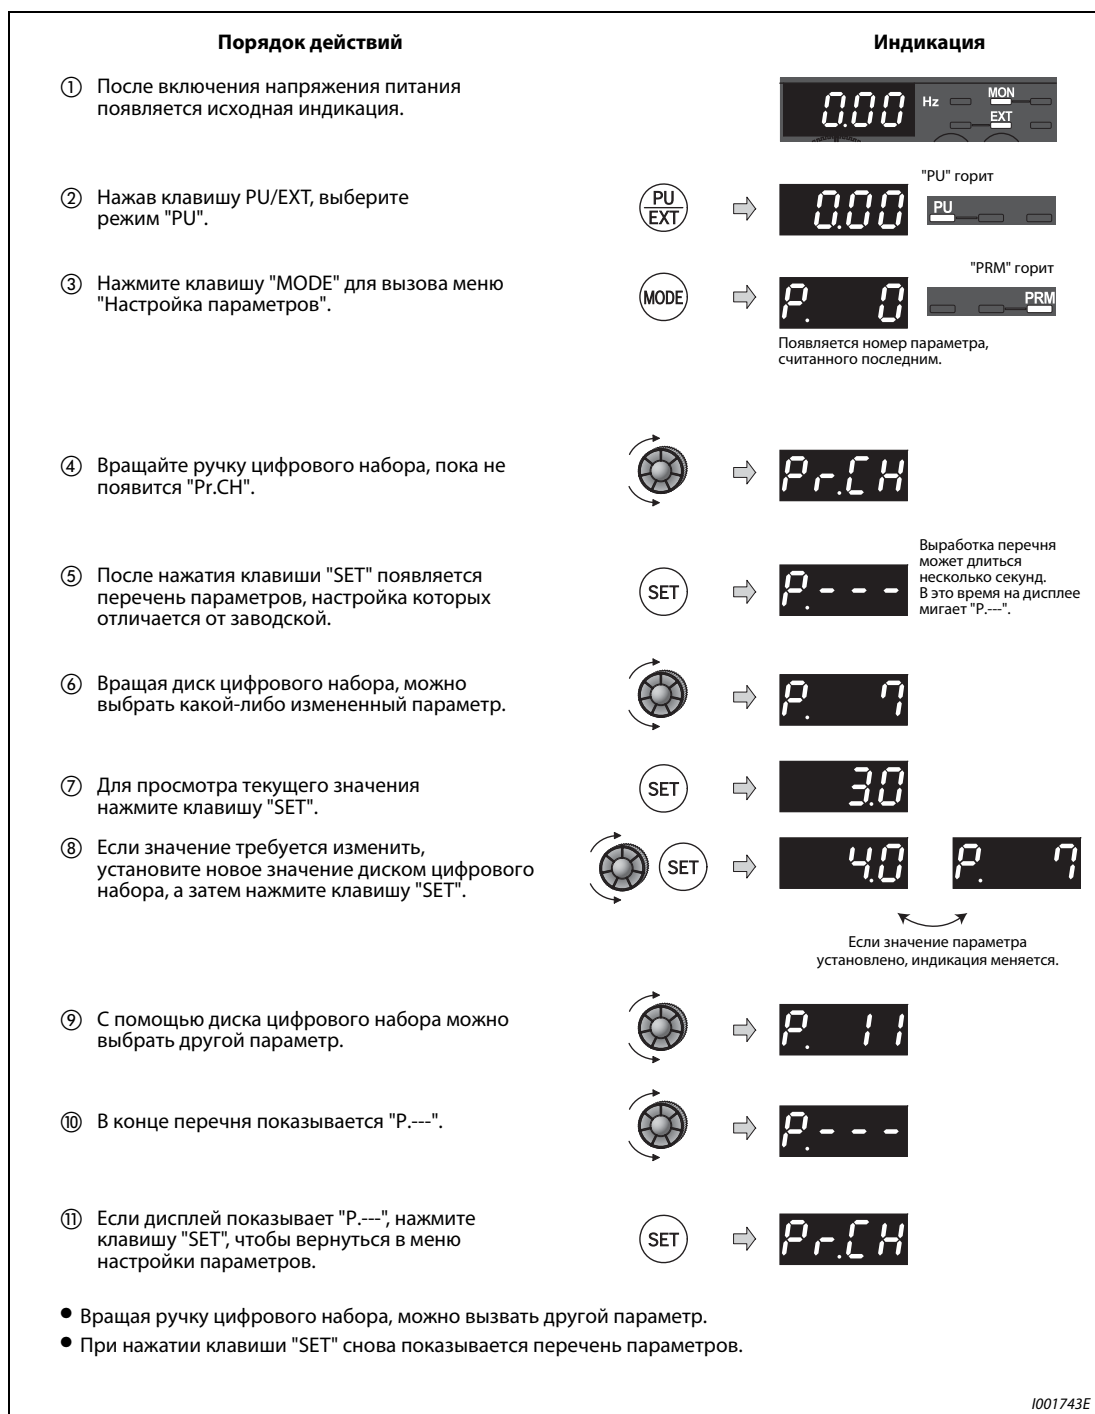 Порядок действий
Индикация
① После включения напряжения питания
появляется исходная индикация.
0.00 Hz MON
EXT
② Нажав клавишу PU/EXT, выберите
режим "PU".
PU
EXT
0.00
"PU" горит
PU
③ Нажмите клавишу "MODE" для вызова меню
"Настройка параметров".
MODE
P. 0
"PRM" горит
PRM
Появляется номер параметра,
считанного последним.
④ Вращайте ручку цифрового набора, пока не
появится "Pr.CH".
Pr.CH
⑤ После нажатия клавиши "SET" появляется
перечень параметров, настройка которых
отличается от заводской.
SET
P.---
Выработка перечня
может длиться
несколько секунд.
В это время на дисплее
мигает "P.---".
⑥ Вращая диск цифрового набора, можно
выбрать какой-либо измененный параметр.
P. 7
⑦ Для просмотра текущего значения
нажмите клавишу "SET".
SET
3.0
⑧ Если значение требуется изменить,
установите новое значение диском цифрового
набора, а затем нажмите клавишу "SET".
SET
4.0 P. 7
Если значение параметра
установлено, индикация меняется.
⑨ С помощью диска цифрового набора можно
выбрать другой параметр.
P. 11
⑩ В конце перечня показывается "P.---".
P.---
⑪ Если дисплей показывает "P.---", нажмите
клавишу "SET", чтобы вернуться в меню
настройки параметров.
SET
Pr.CH
● Вращая ручку цифрового набора, можно вызвать другой параметр.
● При нажатии клавиши "SET" снова показывается перечень параметров.
I001743E